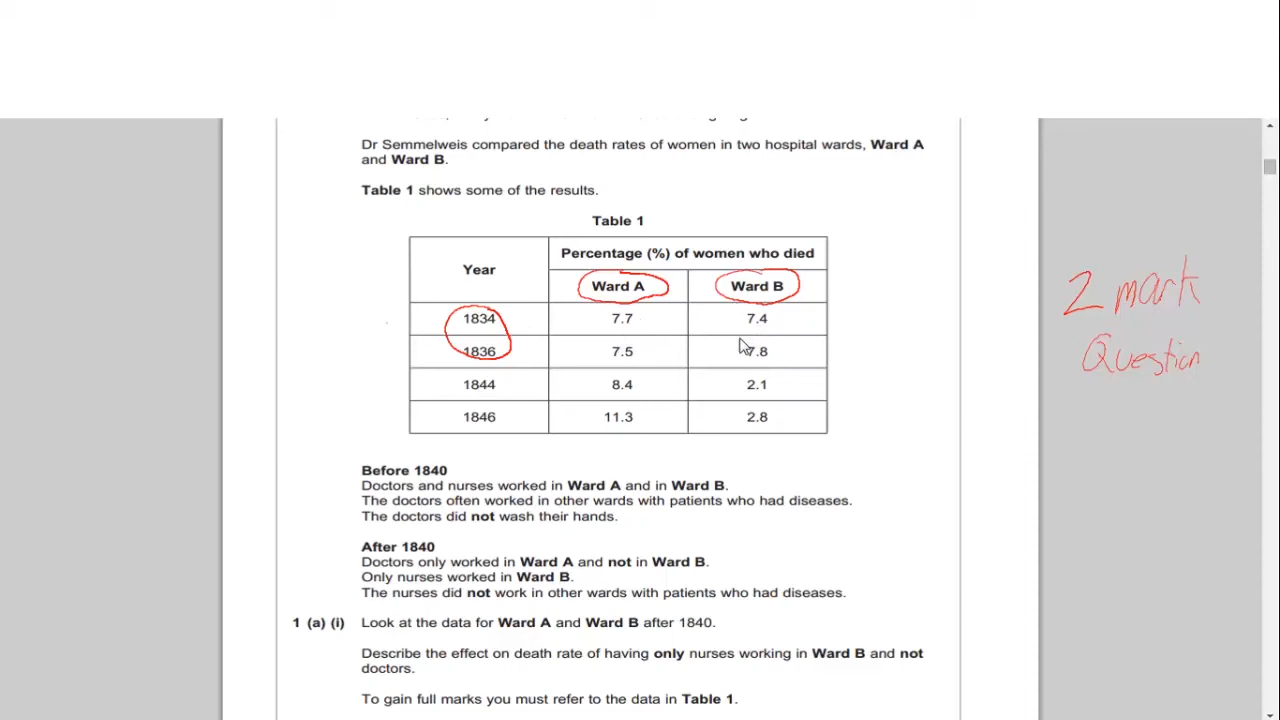 Dr Semmelweis compared the death rates of women in two hospital wards, Ward A
and Ward B.
Table 1 shows some of the results.
Table 1
Year
Percentage (%) of women who died
Ward A
Ward B
1834 7.7 7.4
1836 7.5 7.8
1844 8.4 2.1
1846 11.3 2.8
2 mark
Question
Before 1840
Doctors and nurses worked in Ward A and in Ward B.
The doctors often worked in other wards with patients who had diseases.
The doctors did not wash their hands.
After 1840
Doctors only worked in Ward A and not in Ward B.
Only nurses worked in Ward B.
The nurses did not work in other wards with patients who had diseases.
1 (a) (i) Look at the data for Ward A and Ward B after 1840.
Describe the effect on death rate of having only nurses working in Ward B and not
doctors.
To gain full marks you must refer to the data in Table 1.